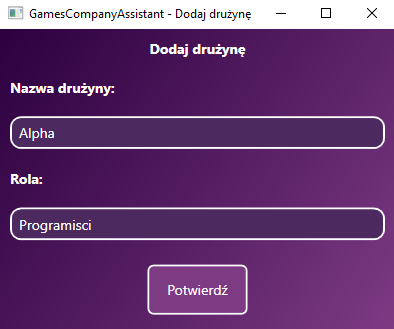 GamesCompanyAssistant - Dodaj drużynę
Dodaj drużynę
Nazwa drużyny:
Alpha
Rola:
Programisci
Potwierdź